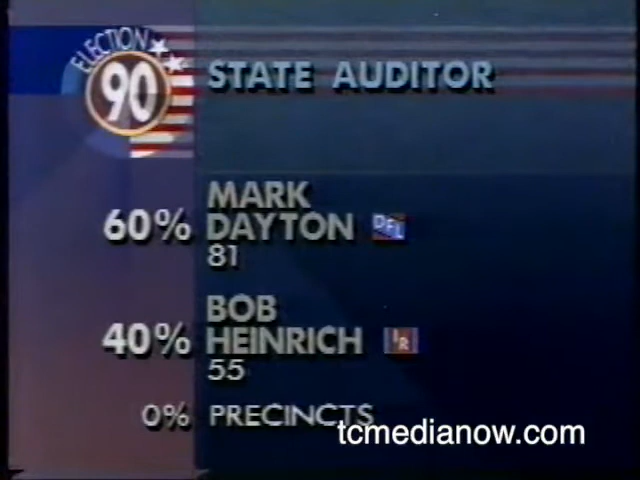 ELECTION
90
STATE AUDITOR
60% MARK
DAYTON DFL
81
40% BOB
HEINRICH IR
55
0% PRECINCTS
tcmedianow.com